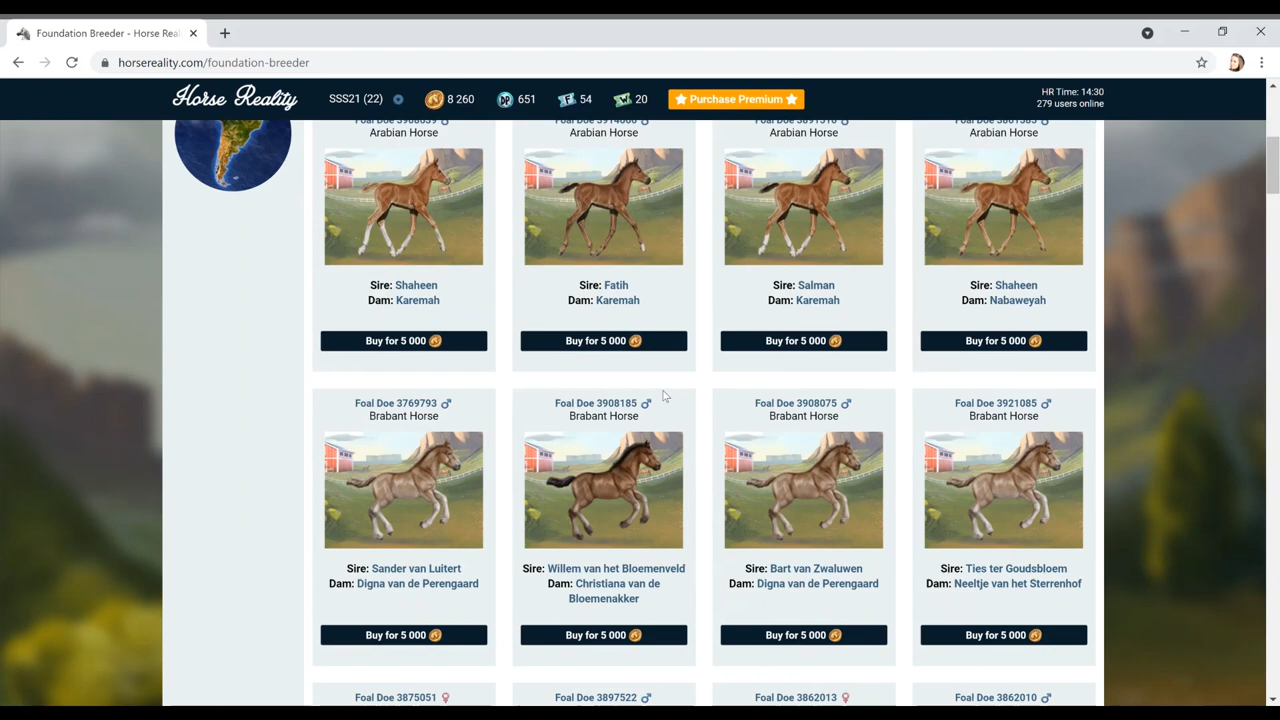 Foundation Breeder - Horse Rea
horsereality.com/foundation-breeder
Horse Reality
SSS21 (22)
8 260
651
54
20
Purchase Premium
HR Time: 14:30
279 users online
Arabian Horse
Arabian Horse
Arabian Horse
Arabian Horse
Sire: Shaheen
Dam: Karemah
Sire: Fatih
Dam: Karemah
Sire: Salman
Dam: Karemah
Sire: Shaheen
Dam: Nabaweyah
Buy for 5 000
Buy for 5 000
Buy for 5 000
Buy for 5 000
Foal Doe 3769793
Brabant Horse
Foal Doe 3908185
Brabant Horse
Foal Doe 3908075
Brabant Horse
Foal Doe 3921085
Brabant Horse
Sire: Sander van Luitert
Dam: Digna van de Perengaard
Sire: Willem van het Bloemenveld
Dam: Christiana van de
Bloemenakker
Sire: Bart van Zwaluwen
Dam: Digna van de Perengaard
Sire: Ties ter Goudsbloem
Dam: Neeltje van het Sterrenhof
Buy for 5 000
Buy for 5 000
Buy for 5 000
Buy for 5 000
Foal Doe 3875051
Foal Doe 3897522
Foal Doe 3862013
Foal Doe 3862010